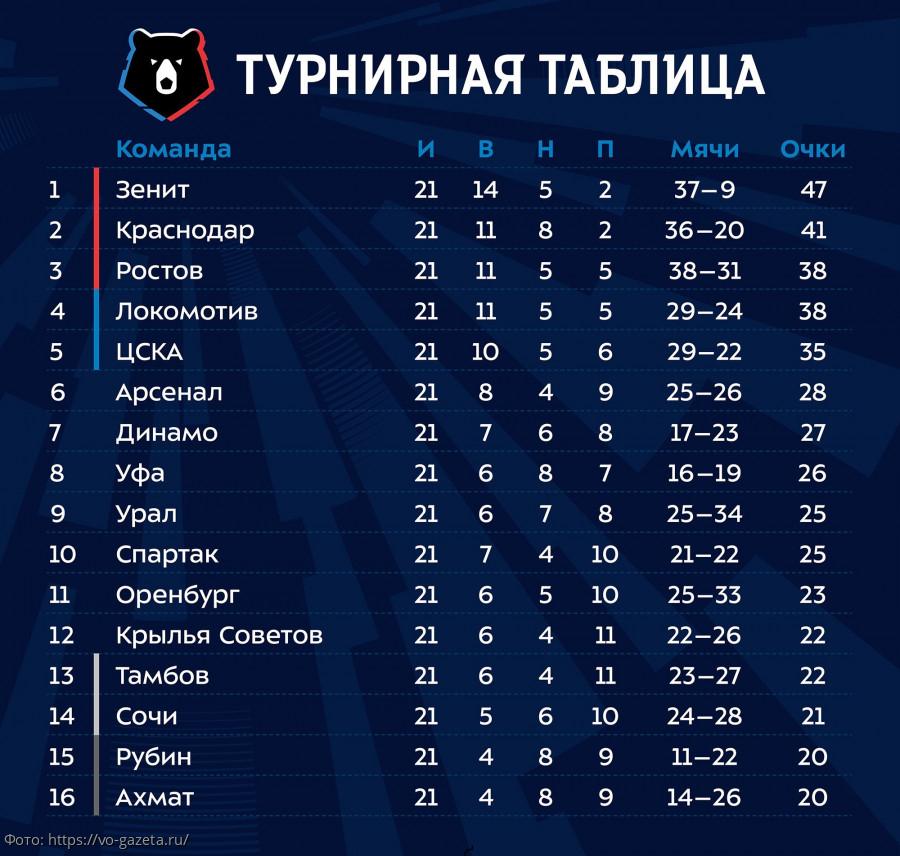 ТУРНИРНАЯ ТАБЛИЦА
Команда И В Н П Мячи Очки
1 Зенит 21 14 5 2 37–9 47
2 Краснодар 21 11 8 2 36–20 41
3 Ростов 21 11 5 5 38–31 38
4 Локомотив 21 11 5 5 29–24 38
5 ЦСКА 21 10 5 6 29–22 35
6 Арсенал 21 8 4 9 25–26 28
7 Динамо 21 7 6 8 17–23 27
8 Уфа 21 6 8 7 16–19 26
9 Урал 21 6 7 8 25–34 25
10 Спартак 21 7 4 10 21–22 25
11 Оренбург 21 6 5 10 25–33 23
12 Крылья Советов 21 6 4 11 22–26 22
13 Тамбов 21 6 4 11 23–27 22
14 Сочи 21 5 6 10 24–28 21
15 Рубин 21 4 8 9 11–22 20
16 Ахмат 21 4 8 9 14–26 20
Фото: https://vo-gazeta.ru/